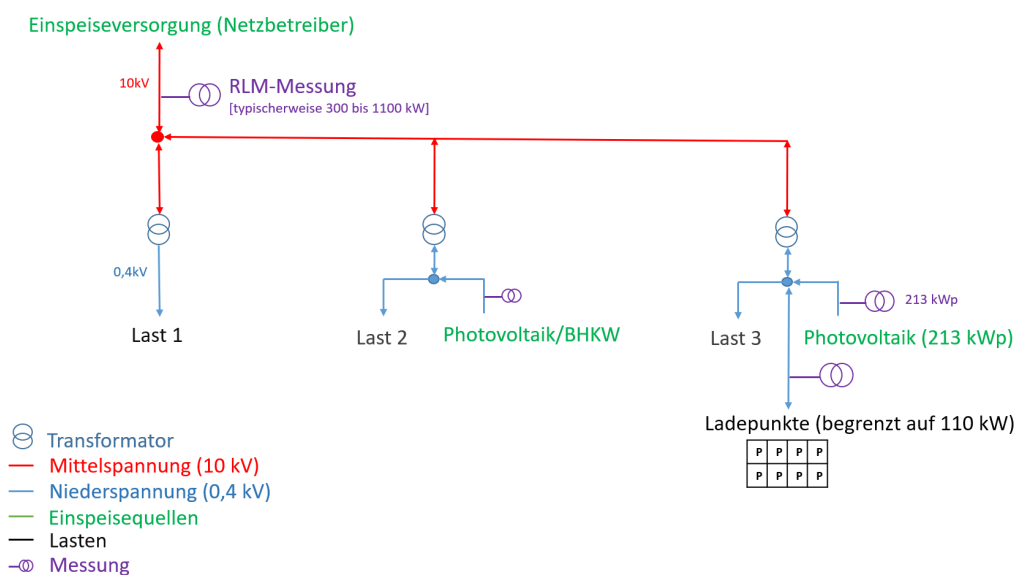 Einspeiseversorgung (Netzbetreiber)
10kV
RLM-Messung
[typischerweise 300 bis 1100 kW]
0,4kV
213 kWp
Last 1
Last 2
Photovoltaik/BHKW
Last 3
Photovoltaik (213 kWp)
Ladepunkte (begrenzt auf 110 kW)
P P P P
P P P P
Transformator
Mittelspannung (10 kV)
Niederspannung (0,4 kV)
Einspeisequellen
Lasten
Messung